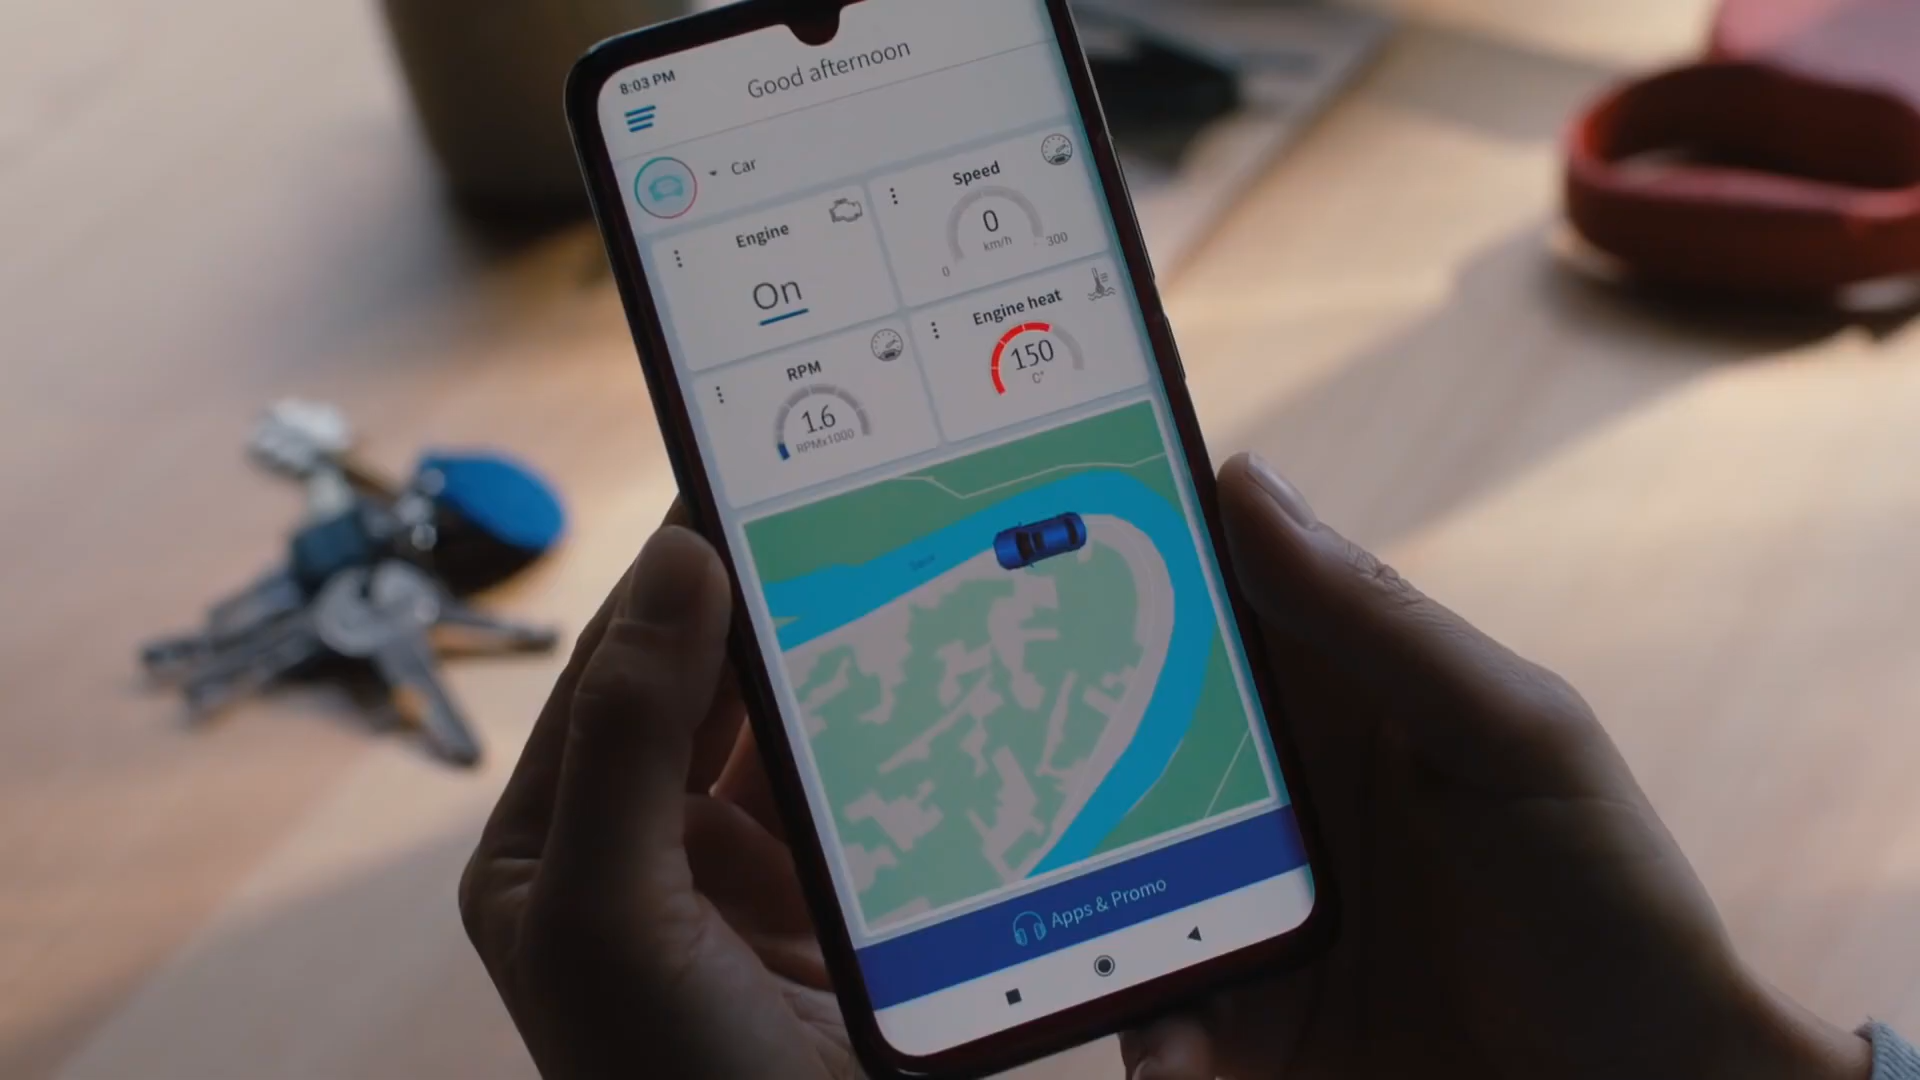 8:03 PM
Good afternoon
Car
Engine
On
Speed
0
km/h
0
300
RPM
1.6
RPMx1000
Engine heat
150
C°
Apps & Promo